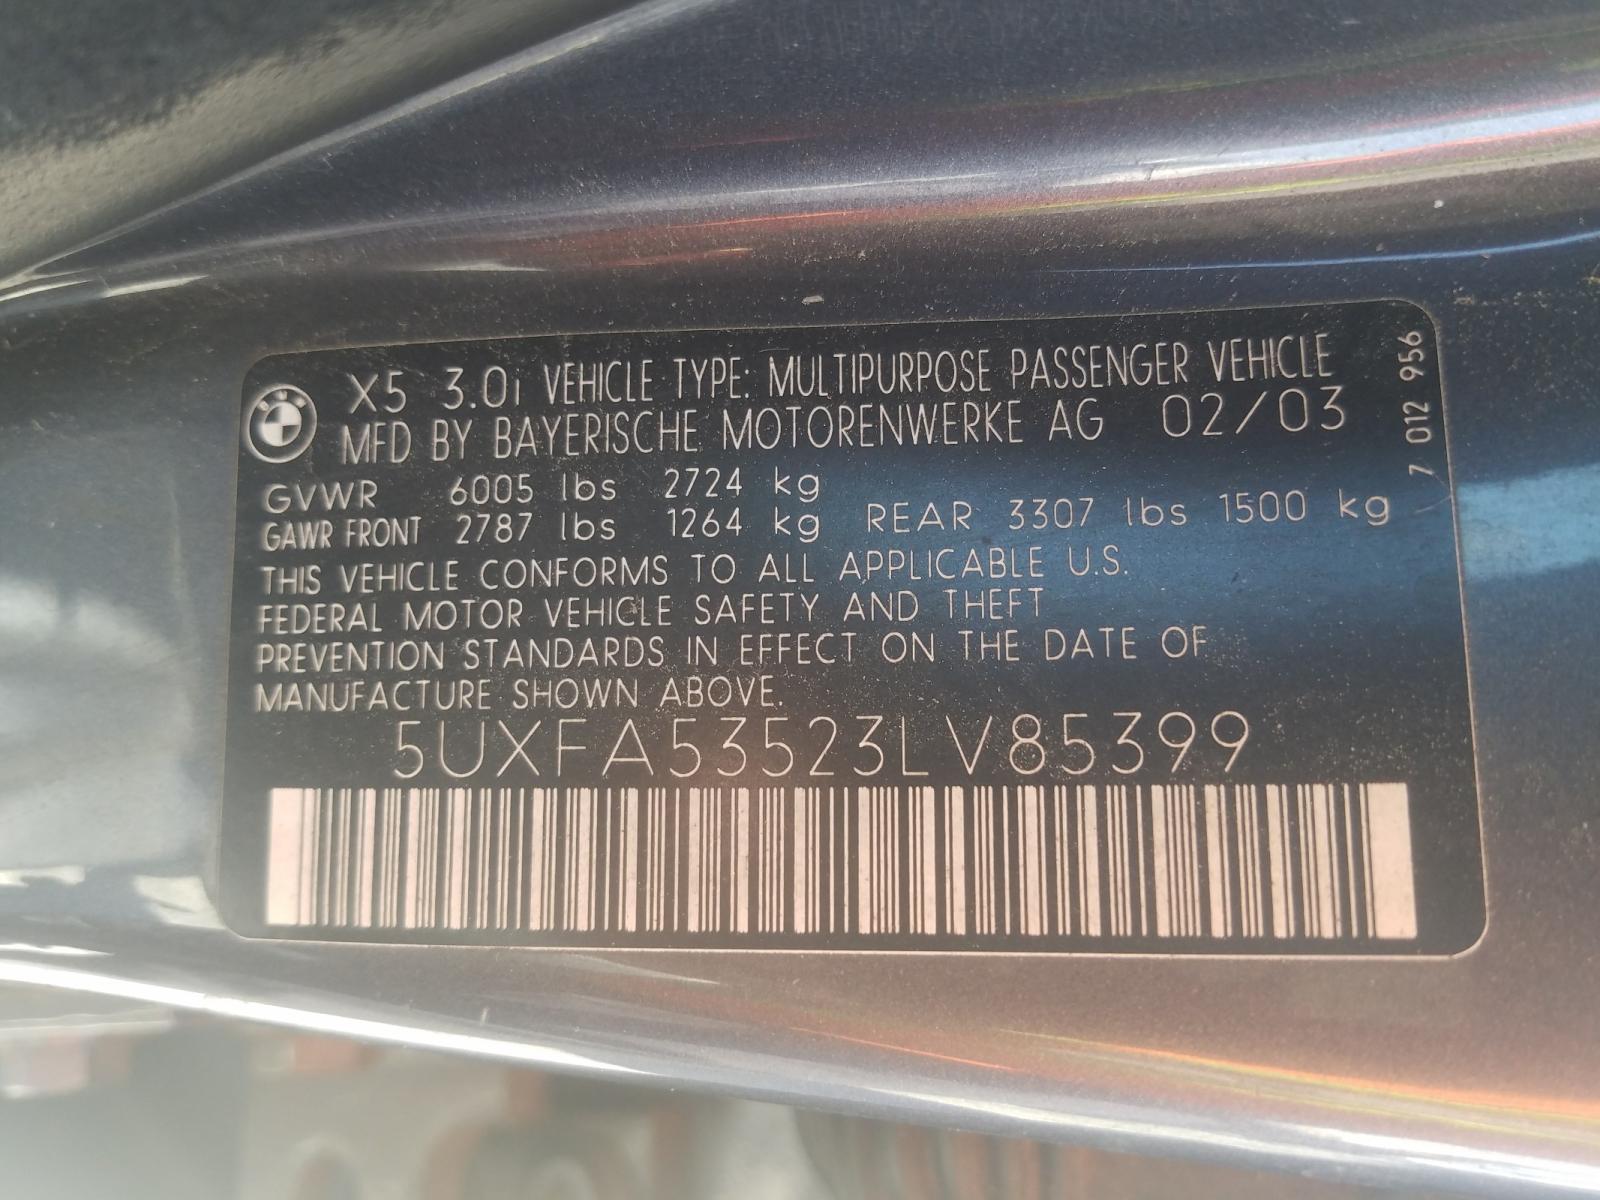 X5 3.0i VEHICLE TYPE: MULTIPURPOSE PASSENGER VEHICLE
MFD BY BAYERISCHE MOTORENWERKE AG 02/03
GVWR 6005 lbs 2724 kg
GAWR FRONT 2787 lbs 1264 kg REAR 3307 lbs 1500 kg
THIS VEHICLE CONFORMS TO ALL APPLICABLE U.S.
FEDERAL MOTOR VEHICLE SAFETY AND THEFT
PREVENTION STANDARDS IN EFFECT ON THE DATE OF
MANUFACTURE SHOWN ABOVE.
5UXFA53523LV85399
7 012 956
BMW